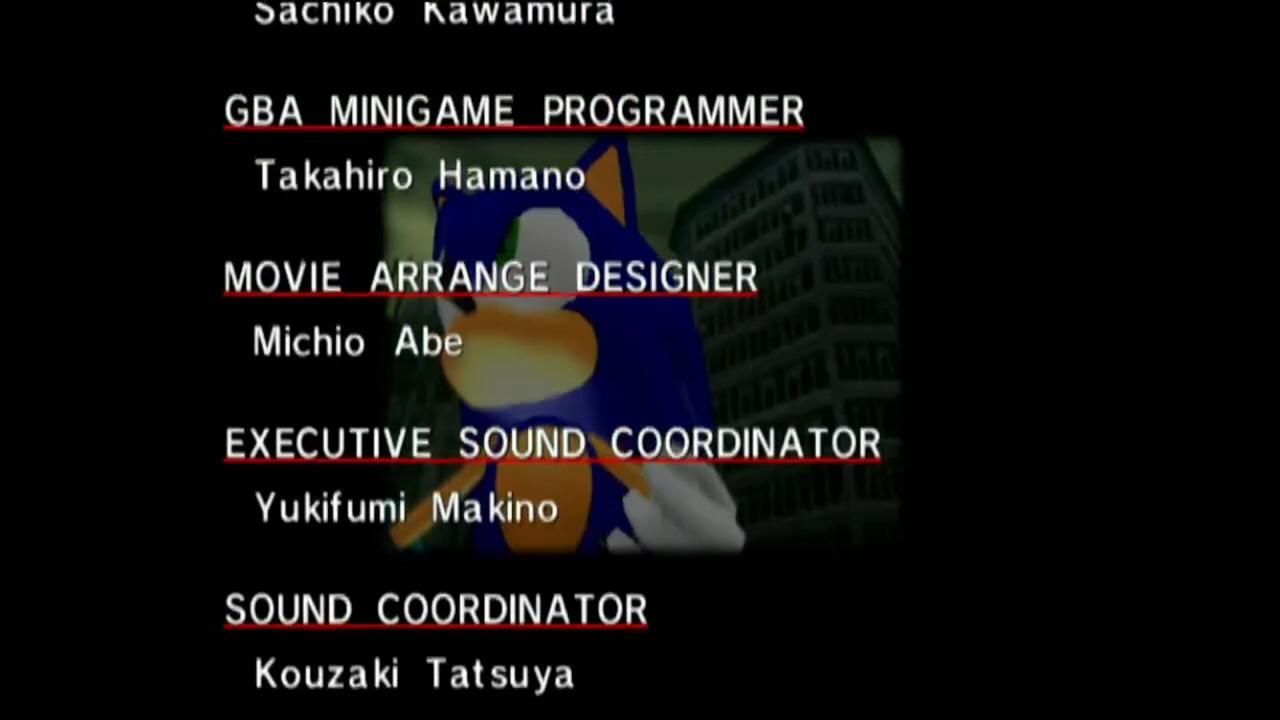 Sachiko Kawamura
GBA MINIGAME PROGRAMMER
Takahiro Hamano
MOVIE ARRANGE DESIGNER
Michio Abe
EXECUTIVE SOUND COORDINATOR
Yukifumi Makino
SOUND COORDINATOR
Kouzaki Tatsuya